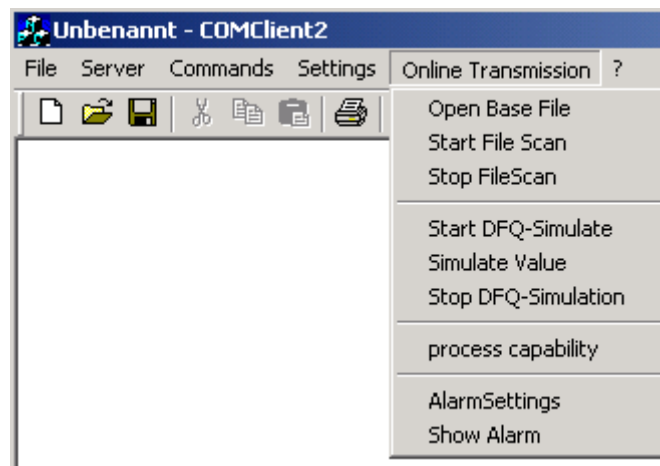 Unbenannt - COMClient2
File Server Commands Settings Online Transmission ?
Open Base File
Start File Scan
Stop FileScan
Start DFQ-Simulate
Simulate Value
Stop DFQ-Simulation
process capability
AlarmSettings
Show Alarm